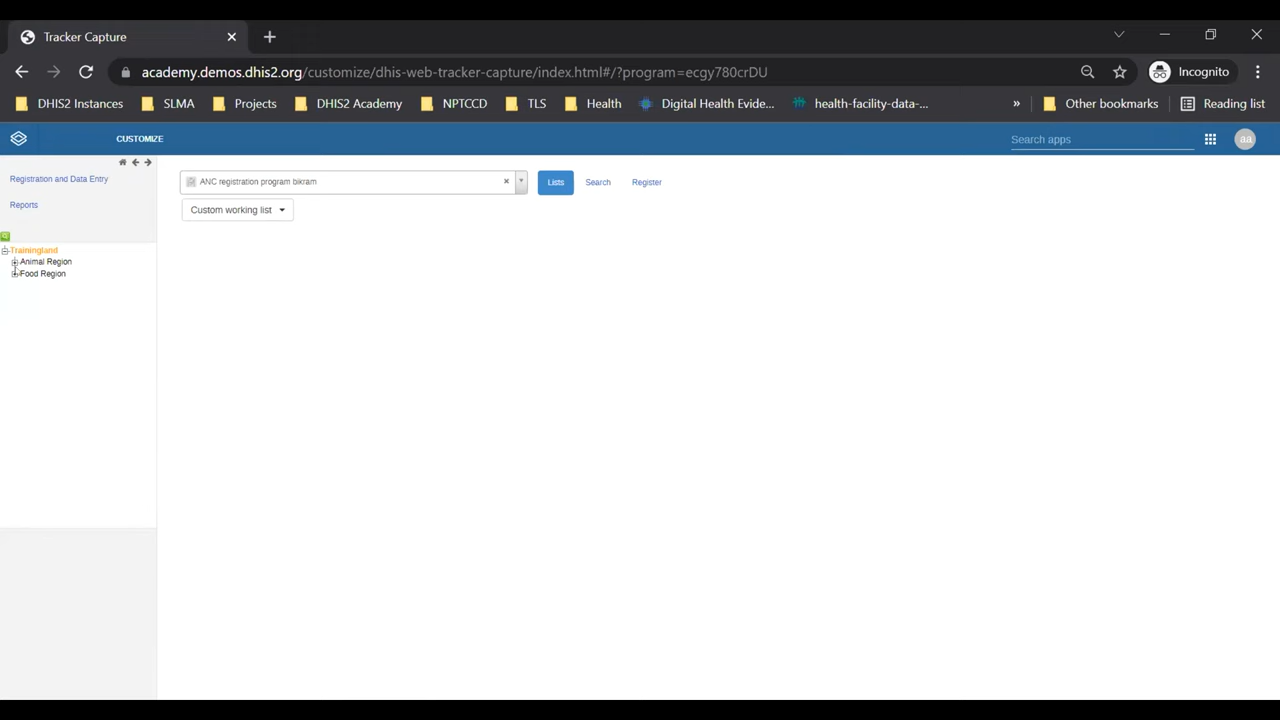 Tracker Capture
academy.demos.dhis2.org/customize/dhis-web-tracker-capture/index.html#/?program=ecgy780crDU
Incognito
DHIS2 Instances
SLMA
Projects
DHIS2 Academy
NPTCCD
TLS
Health
Digital Health Evide...
health-facility-data-...
»
Other bookmarks
Reading list
CUSTOMIZE
Search apps
aa
Registration and Data Entry
Reports
Trainingland
Animal Region
Food Region
ANC registration program bikram
Lists
Search
Register
Custom working list